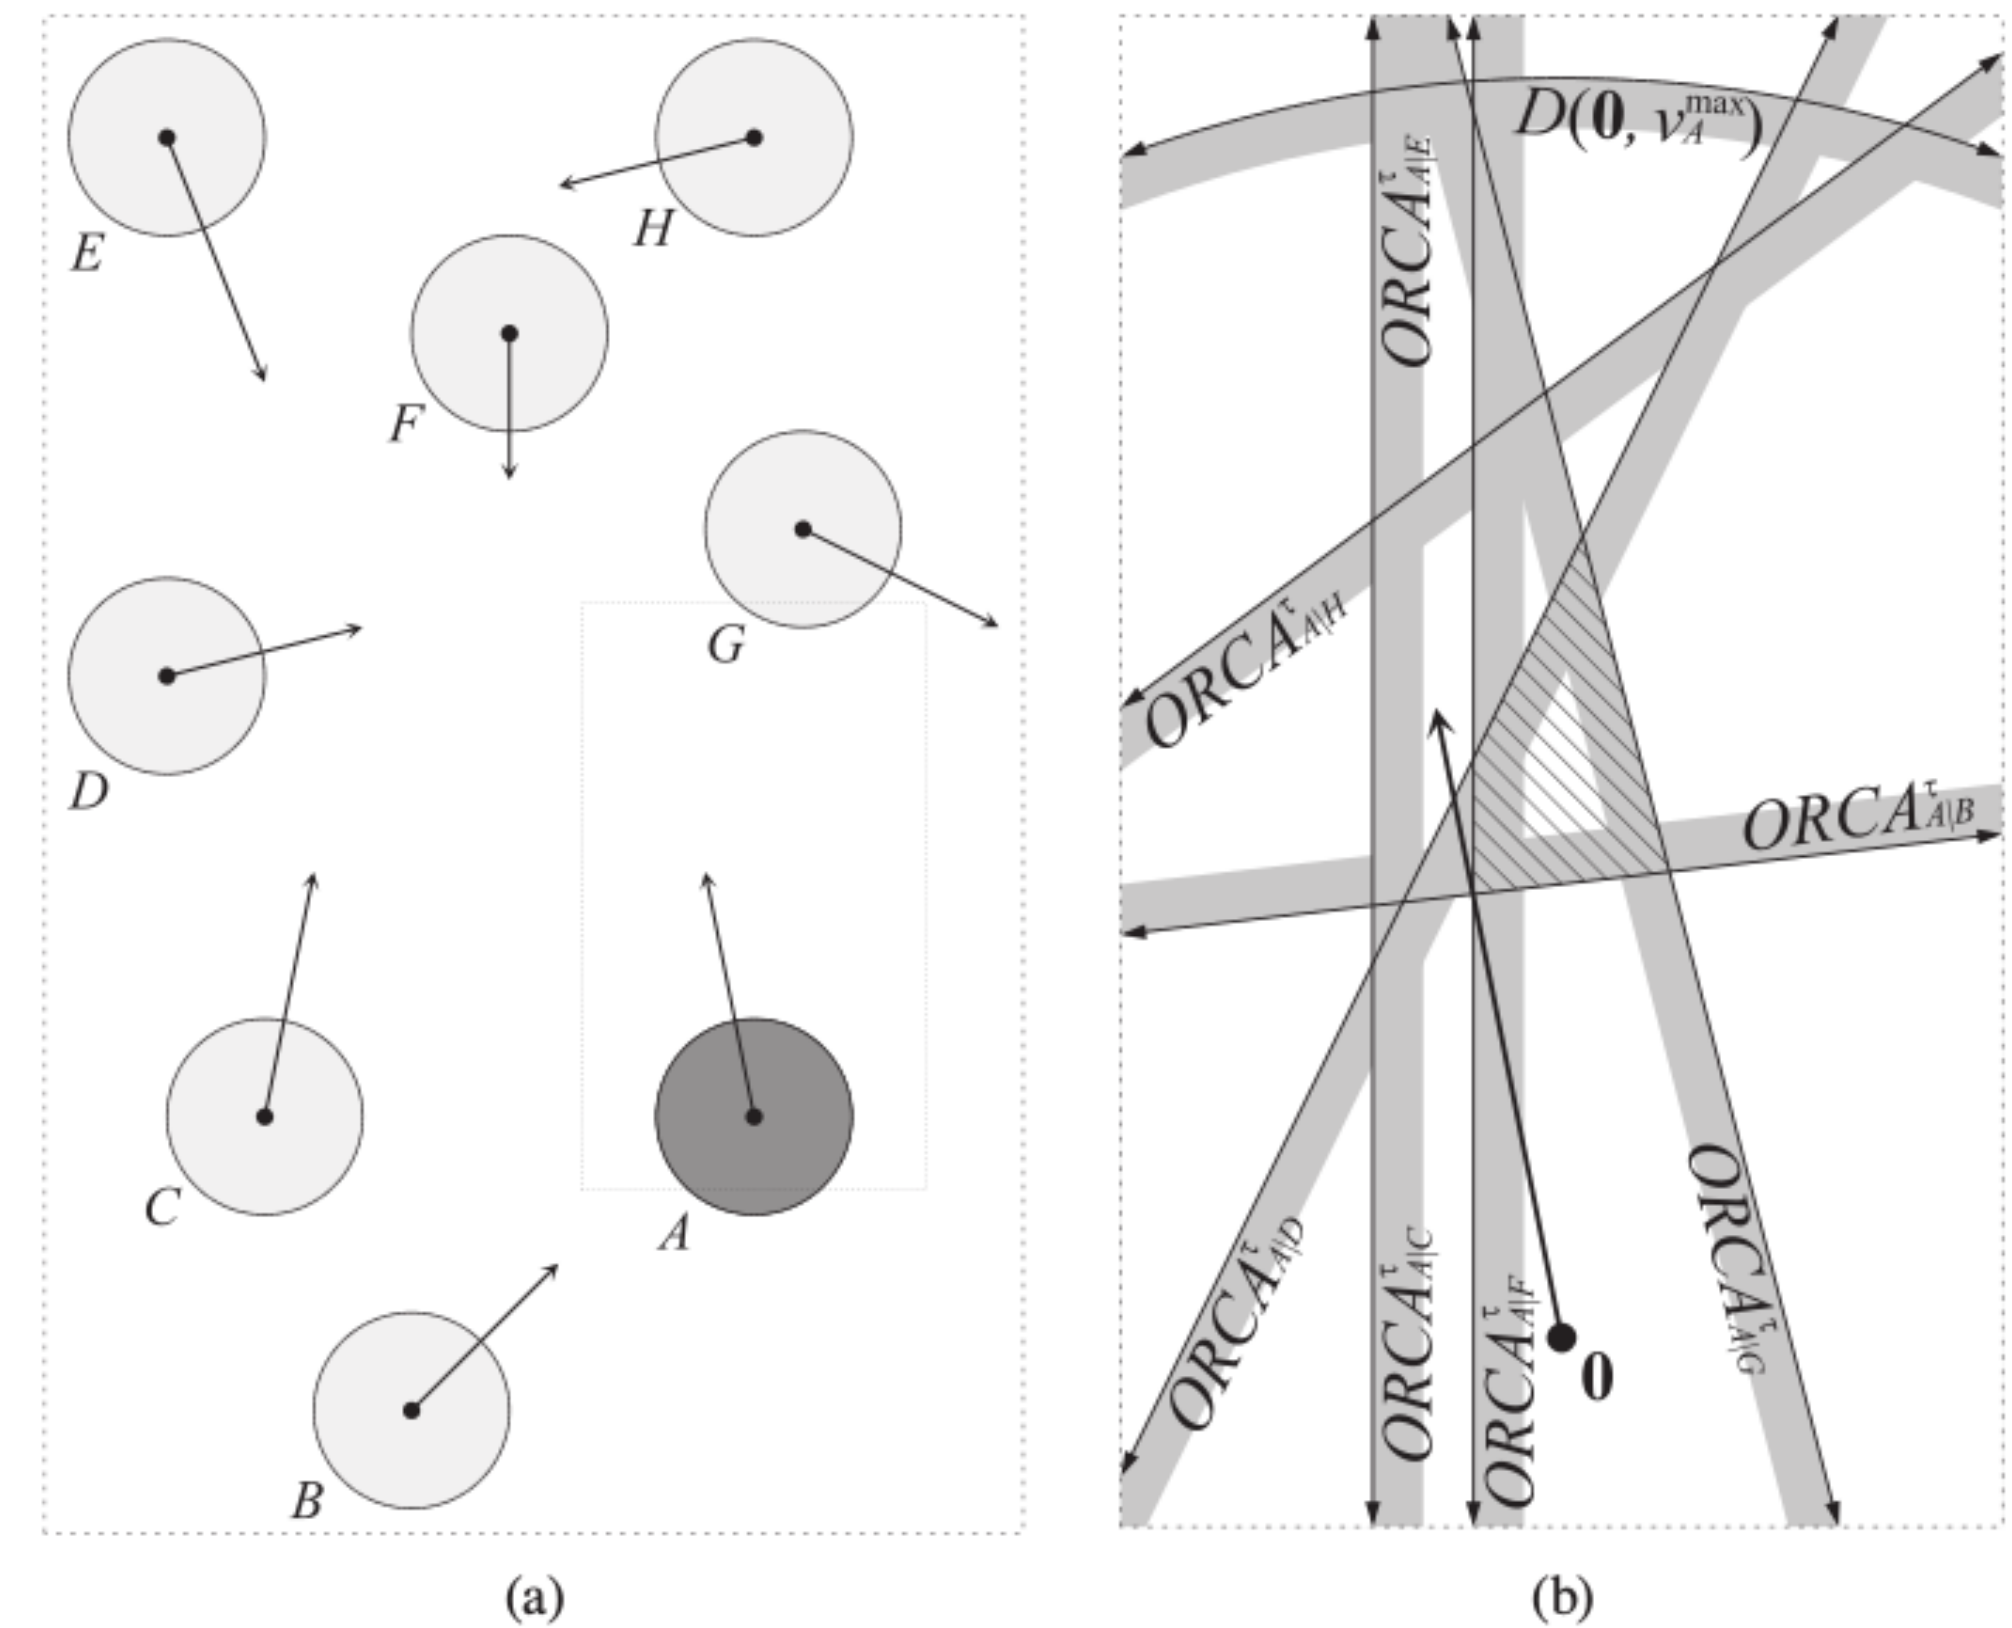 E
H
F
G
D
C
A
B
(a)
D(0, v_A^max)
ORCA^τ_A|E
ORCA^τ_A|H
ORCA^τ_A|B
ORCA^τ_A|D
ORCA^τ_A|C
ORCA^τ_A|F
ORCA^τ_A|G
0
(b)